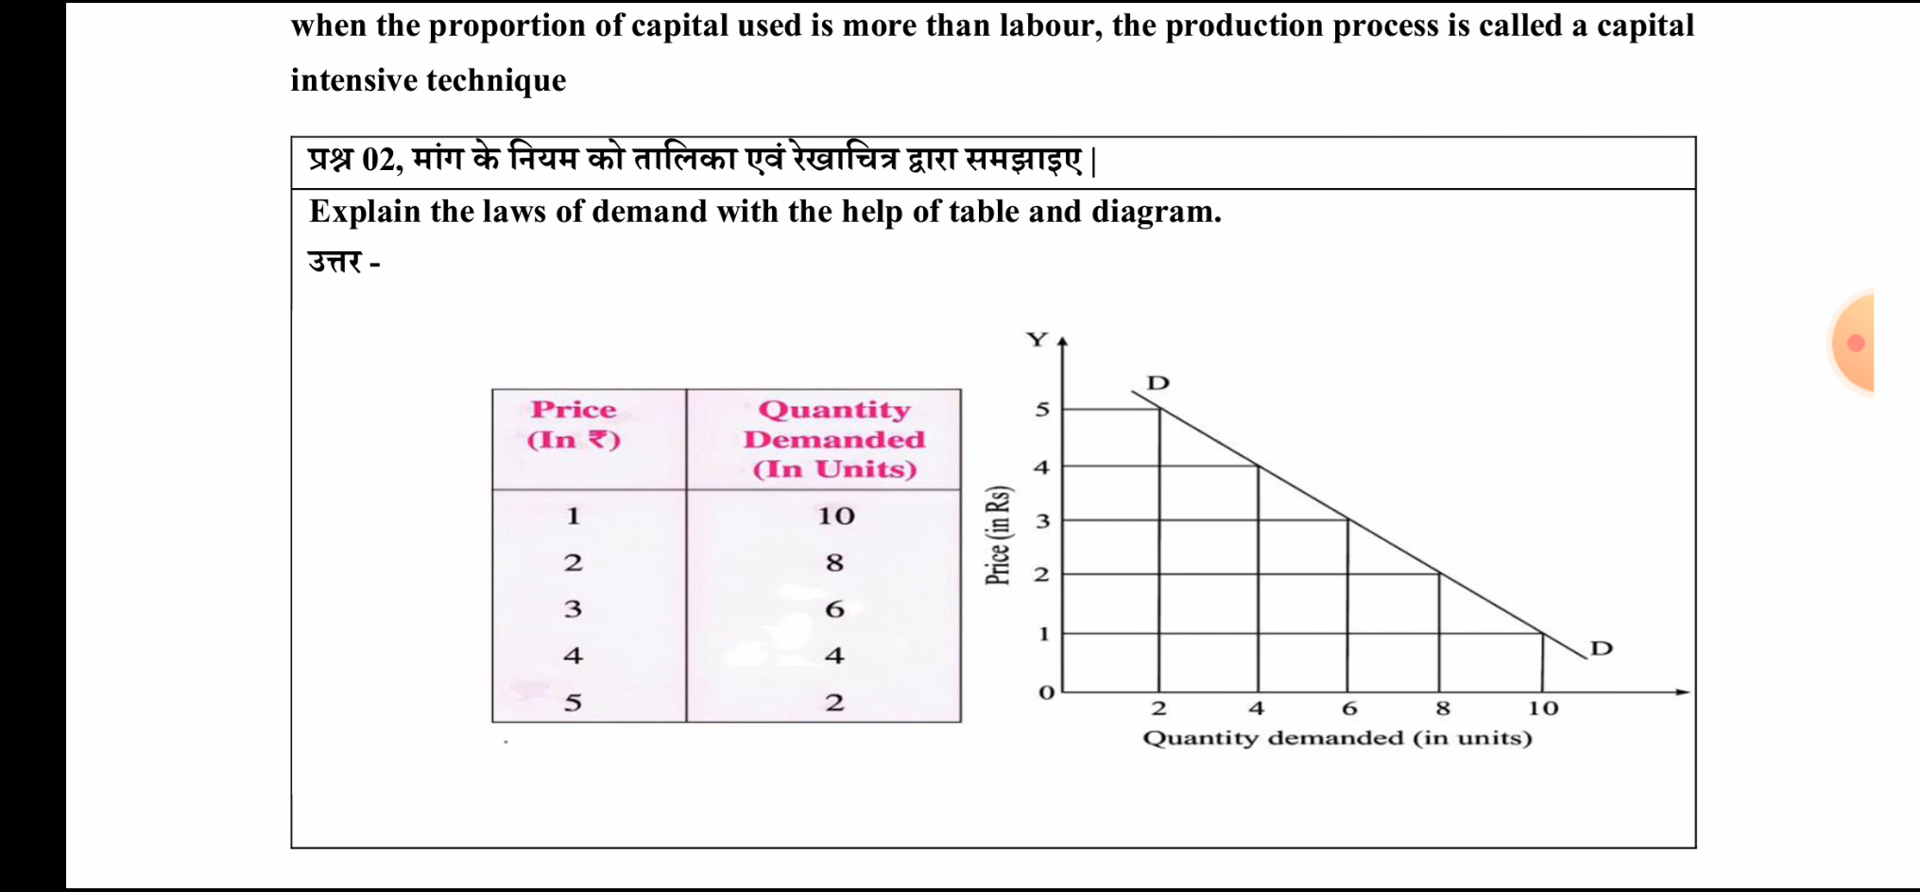 when the proportion of capital used is more than labour, the production process is called a capital
intensive technique
प्रश्न 02, मांग के नियम को तालिका एवं रेखाचित्र द्वारा समझाइए |
Explain the laws of demand with the help of table and diagram.
उत्तर -
Price
(In ₹)
Quantity
Demanded
(In Units)
1 10
2 8
3 6
4 4
5 2
Y
D
5
4
3
2
1
0
Price (in Rs)
D
2 4 6 8 10
Quantity demanded (in units)